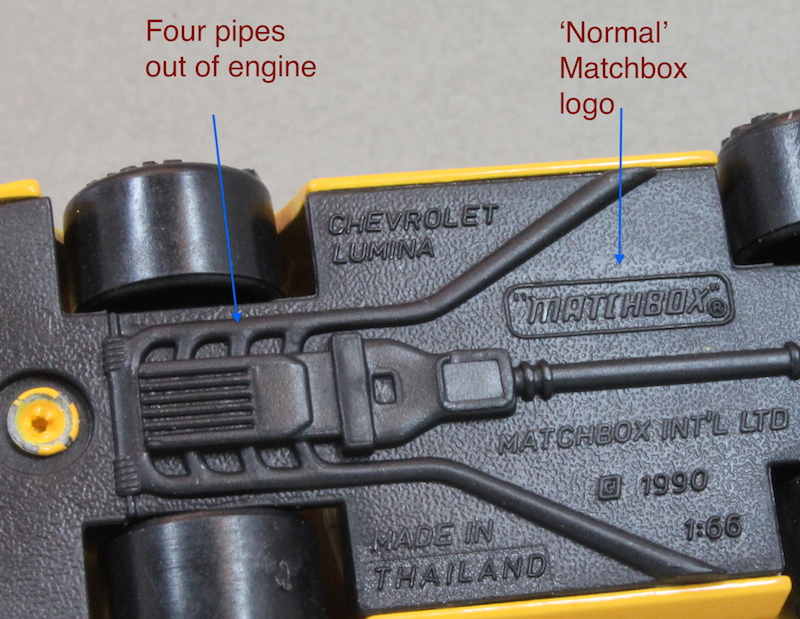 Four pipes
out of engine
‘Normal’
Matchbox
logo
CHEVROLET
LUMINA
"MATCHBOX"®
MATCHBOX INT'L LTD
© 1990
1:66
MADE IN
THAILAND